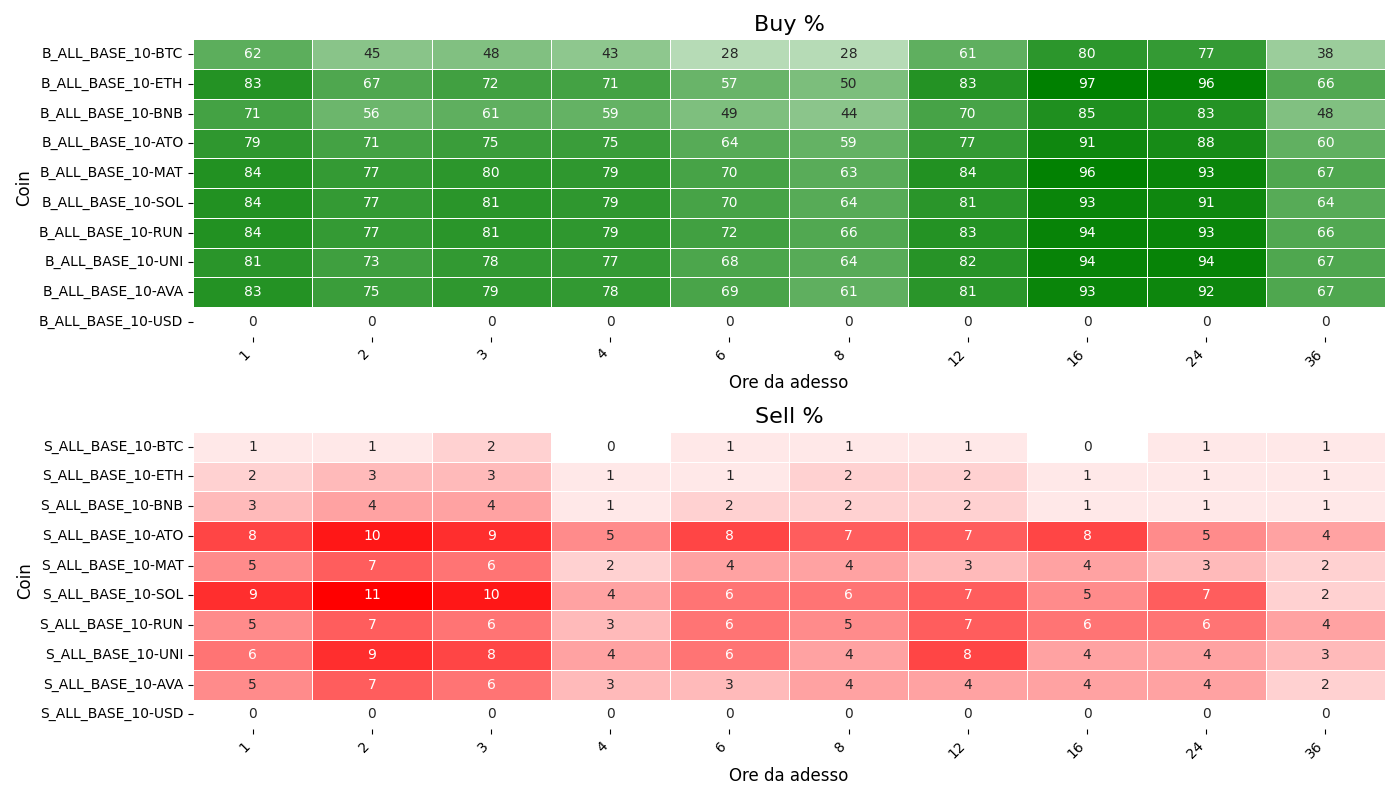 Buy %
Coin
B_ALL_BASE_10-BTC 62 45 48 43 28 28 61 80 77 38
B_ALL_BASE_10-ETH 83 67 72 71 57 50 83 97 96 66
B_ALL_BASE_10-BNB 71 56 61 59 49 44 70 85 83 48
B_ALL_BASE_10-ATO 79 71 75 75 64 59 77 91 88 60
B_ALL_BASE_10-MAT 84 77 80 79 70 63 84 96 93 67
B_ALL_BASE_10-SOL 84 77 81 79 70 64 81 93 91 64
B_ALL_BASE_10-RUN 84 77 81 79 72 66 83 94 93 66
B_ALL_BASE_10-UNI 81 73 78 77 68 64 82 94 94 67
B_ALL_BASE_10-AVA 83 75 79 78 69 61 81 93 92 67
B_ALL_BASE_10-USD 0 0 0 0 0 0 0 0 0 0
1 2 3 4 6 8 12 16 24 36
Ore da adesso
Sell %
Coin
S_ALL_BASE_10-BTC 1 1 2 0 1 1 1 0 1 1
S_ALL_BASE_10-ETH 2 3 3 1 1 2 2 1 1 1
S_ALL_BASE_10-BNB 3 4 4 1 2 2 2 1 1 1
S_ALL_BASE_10-ATO 8 10 9 5 8 7 7 8 5 4
S_ALL_BASE_10-MAT 5 7 6 2 4 4 3 4 3 2
S_ALL_BASE_10-SOL 9 11 10 4 6 6 7 5 7 2
S_ALL_BASE_10-RUN 5 7 6 3 6 5 7 6 6 4
S_ALL_BASE_10-UNI 6 9 8 4 6 4 8 4 4 3
S_ALL_BASE_10-AVA 5 7 6 3 3 4 4 4 4 2
S_ALL_BASE_10-USD 0 0 0 0 0 0 0 0 0 0
1 2 3 4 6 8 12 16 24 36
Ore da adesso